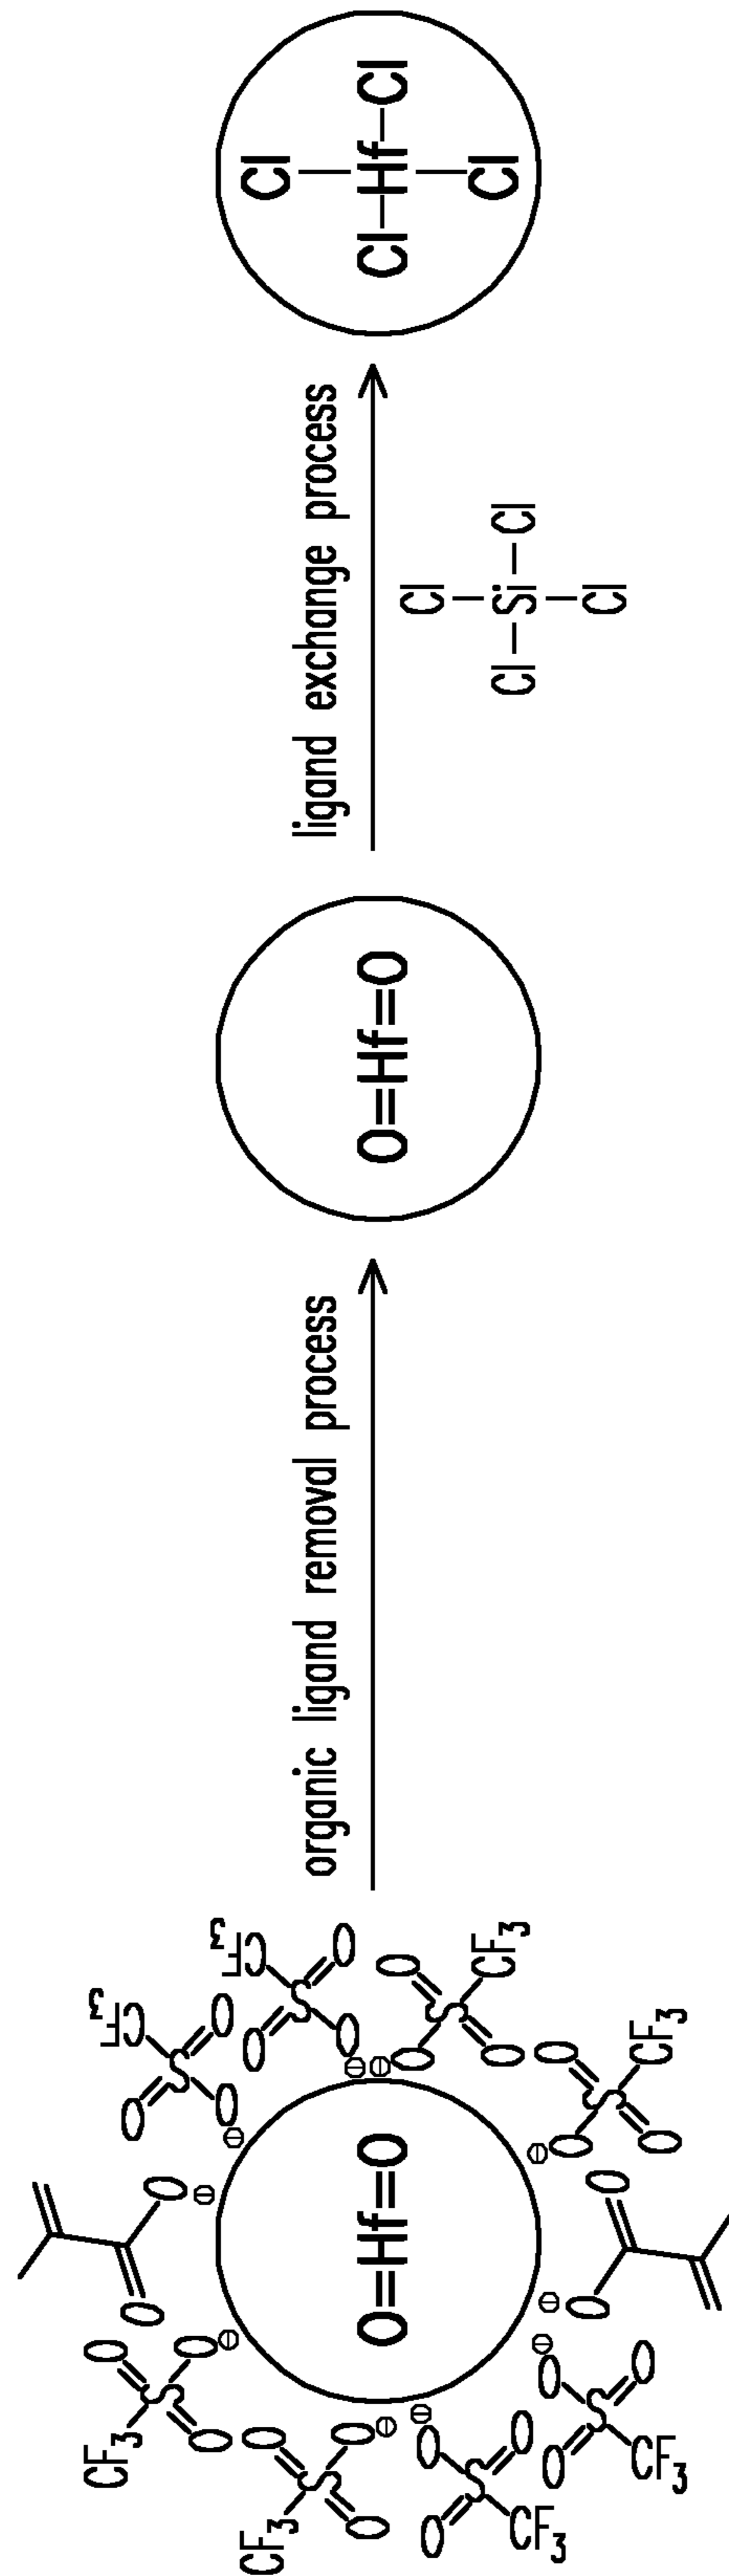 CF₃
O
S
O
O
⊖
CF₃
O
S
O
O
⊖
O
O
⊖
CF₃
O
S
O
O
⊖
CF₃
O
S
O
O
⊖
O=Hf=O
CF₃
O
S
O
O
⊖
CF₃
O
S
O
O
⊖
O
O
⊖
CF₃
O
S
O
O
⊖
CF₃
O
S
O
O
⊖
organic ligand removal process
O=Hf=O
ligand exchange process
Cl
Cl–Si–Cl
Cl
Cl
Cl–Hf–Cl
Cl